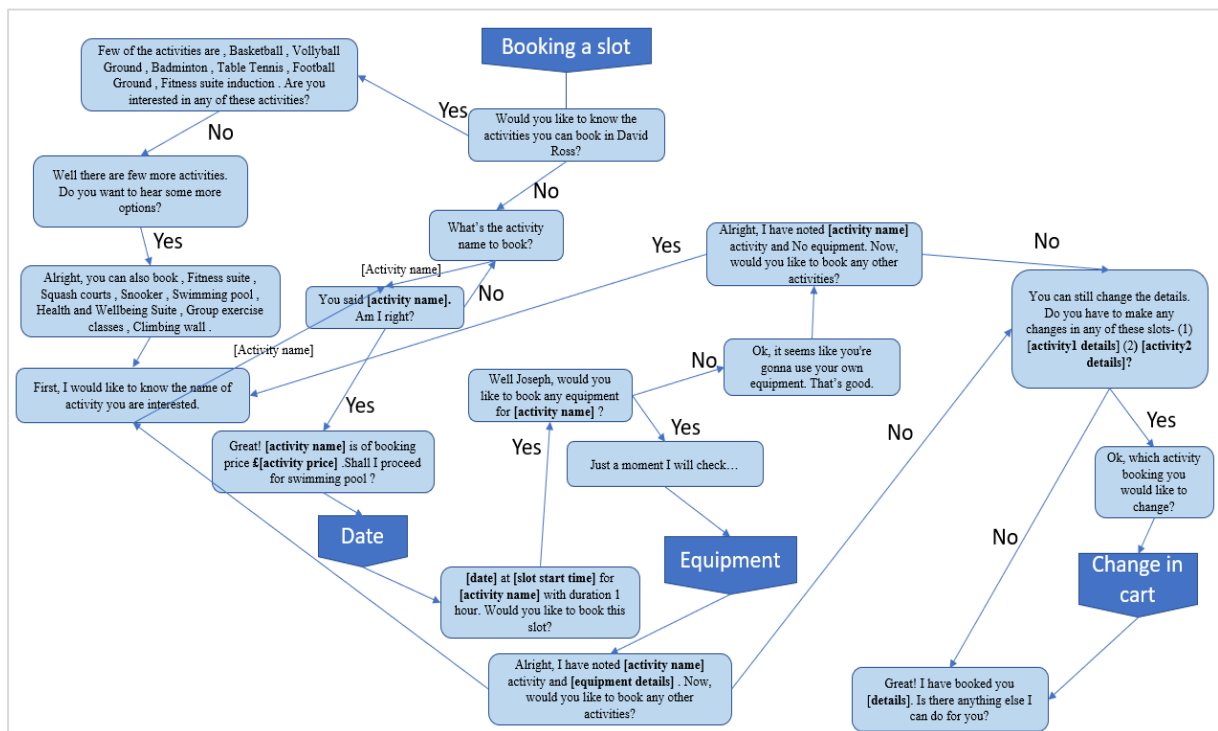 Booking a slot
Few of the activities are , Basketball , Vollyball
Ground , Badminton , Table Tennis , Football
Ground , Fitness suite induction . Are you
interested in any of these activities?
Yes
Would you like to know the
activities you can book in David
Ross?
No
Well there are few more activities.
Do you want to hear some more
options?
No
What's the activity
name to book?
Yes
Alright, I have noted [activity name]
activity and No equipment. Now,
would you like to book any other
activities?
Yes
No
[Activity name]
Alright, you can also book , Fitness suite ,
Squash courts , Snooker , Swimming pool ,
Health and Wellbeing Suite , Group exercise
classes , Climbing wall .
You said [activity name].
Am I right?
No
You can still change the details.
Do you have to make any
changes in any of these slots- (1)
[activity1 details] (2) [activity2
details]?
[Activity name]
First, I would like to know the name of
activity you are interested.
Well Joseph, would you
like to book any equipment
for [activity name] ?
No
Ok, it seems like you're
gonna use your own
equipment. That's good.
Yes
Great! [activity name] is of booking
price £[activity price] .Shall I proceed
for swimming pool ?
Yes
Yes
Just a moment I will check…
No
Yes
Ok, which activity
booking you
would like to
change?
Date
Equipment
No
Change in
cart
[date] at [slot start time] for
[activity name] with duration 1
hour. Would you like to book this
slot?
Alright, I have noted [activity name]
activity and [equipment details] . Now,
would you like to book any other
activities?
Great! I have booked you
[details]. Is there anything else I
can do for you?